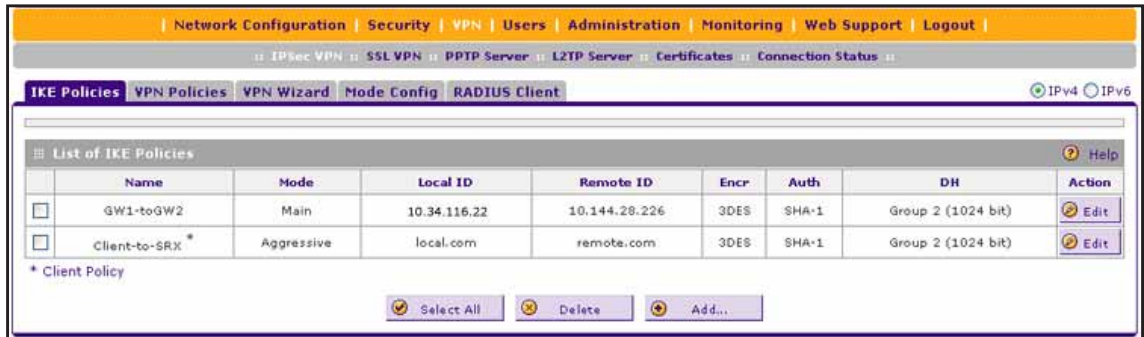 Network Configuration | Security | VPN | Users | Administration | Monitoring | Web Support | Logout
:: IPSec VPN :: SSL VPN :: PPTP Server :: L2TP Server :: Certificates :: Connection Status ::
IKE Policies VPN Policies VPN Wizard Mode Config RADIUS Client IPv4 IPv6
List of IKE Policies Help
Name Mode Local ID Remote ID Encr Auth DH Action
GW1-toGW2 Main 10.34.116.22 10.144.28.226 3DES SHA-1 Group 2 (1024 bit) Edit
Client-to-SRX * Aggressive local.com remote.com 3DES SHA-1 Group 2 (1024 bit) Edit
* Client Policy
Select All Delete Add...